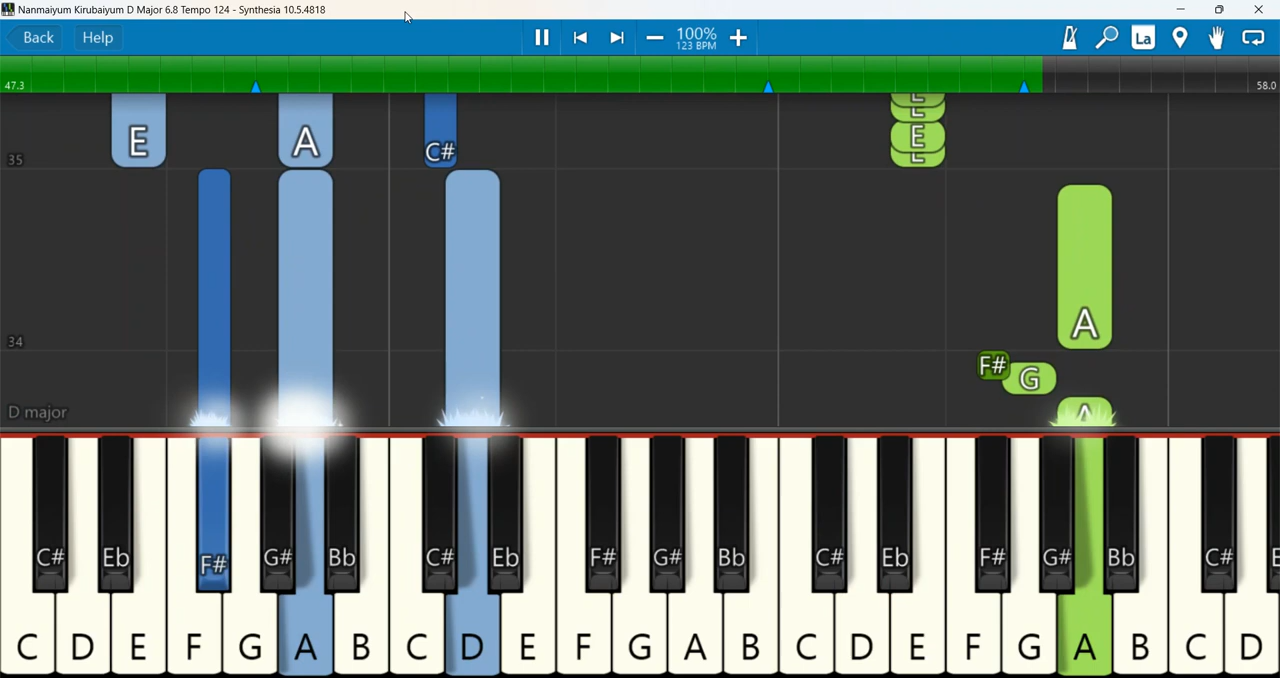 Nanmaiyum Kirubaiyum D Major 6.8 Tempo 124 - Synthesia 10.5.4818
Back Help 100% La
123 BPM
47.3 58.0
E A C# E E E E
35
A
34
F# G
D major A
C# Eb F# G# Bb C# Eb F# G# Bb C# Eb F# G# Bb C# E
C D E F G A B C D E F G A B C D E F G A B C D